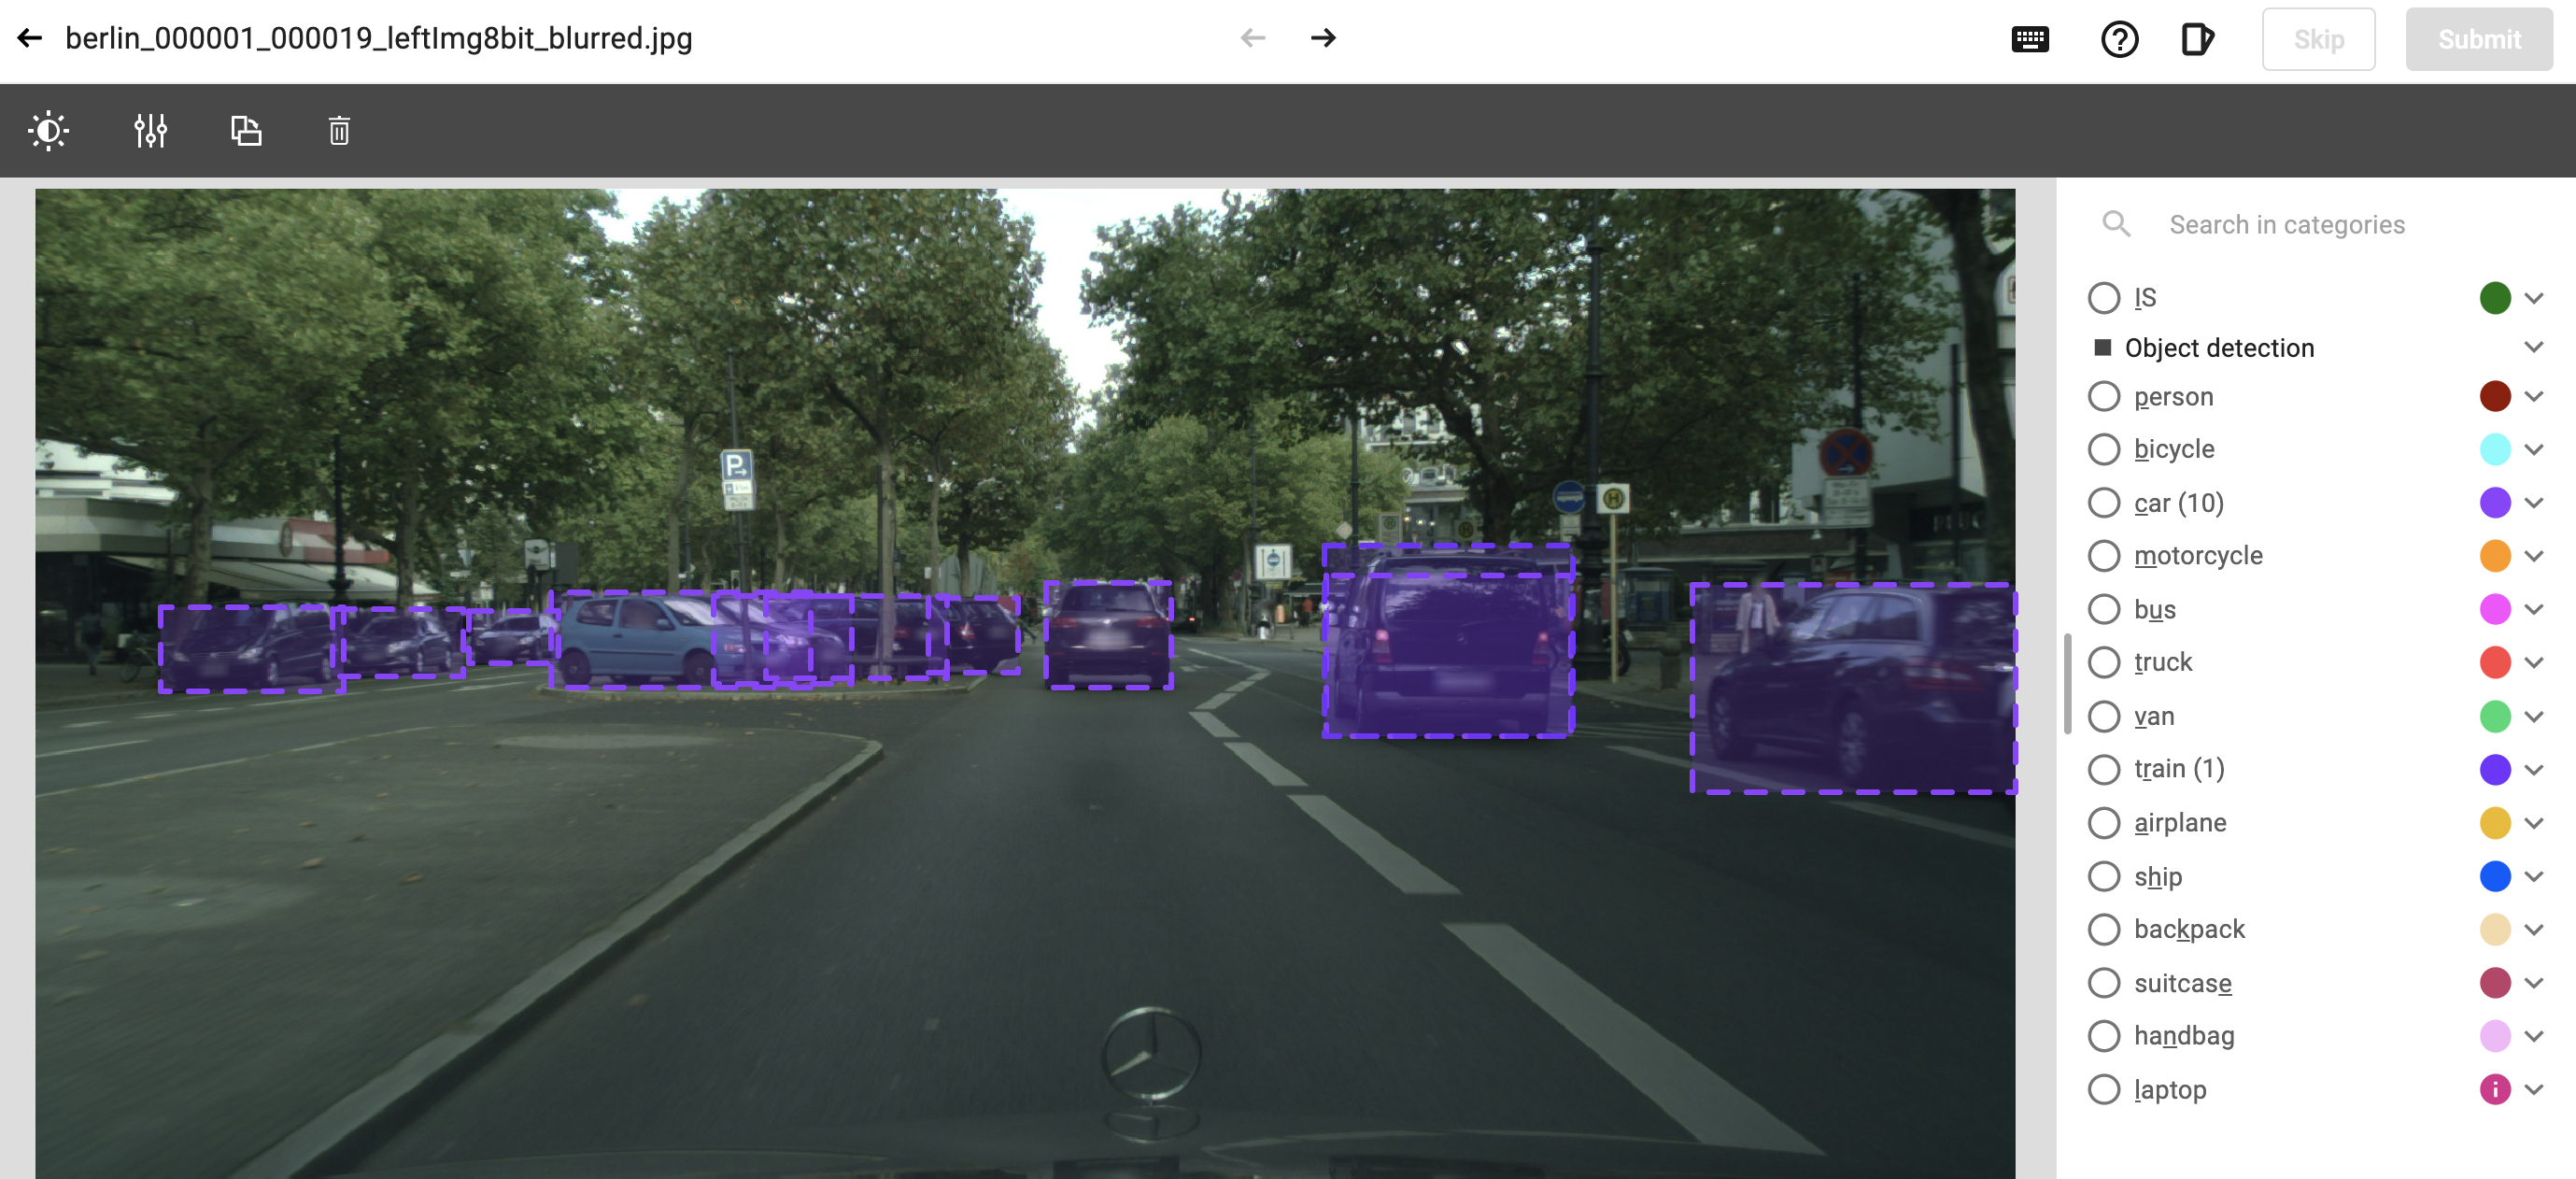 berlin_000001_000019_leftImg8bit_blurred.jpg
Skip
Submit
Search in categories
IS
Object detection
person
bicycle
car (10)
motorcycle
bus
truck
van
train (1)
airplane
ship
backpack
suitcase
handbag
laptop
P
H